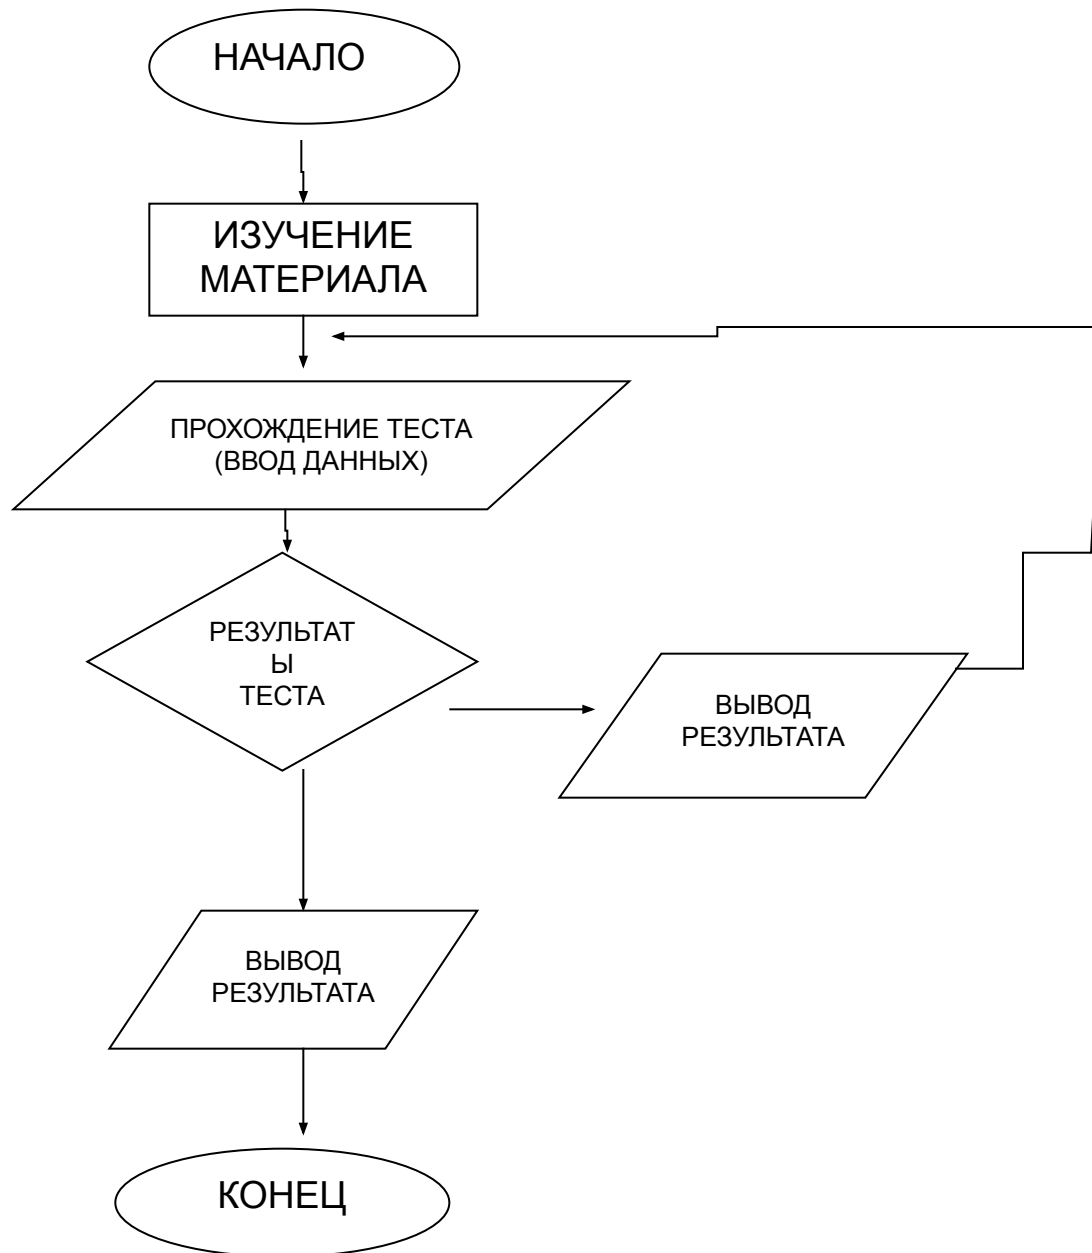 НАЧАЛО
ИЗУЧЕНИЕ
МАТЕРИАЛА
ПРОХОЖДЕНИЕ ТЕСТА
(ВВОД ДАННЫХ)
РЕЗУЛЬТАТ
Ы
ТЕСТА
ВЫВОД
РЕЗУЛЬТАТА
ВЫВОД
РЕЗУЛЬТАТА
КОНЕЦ